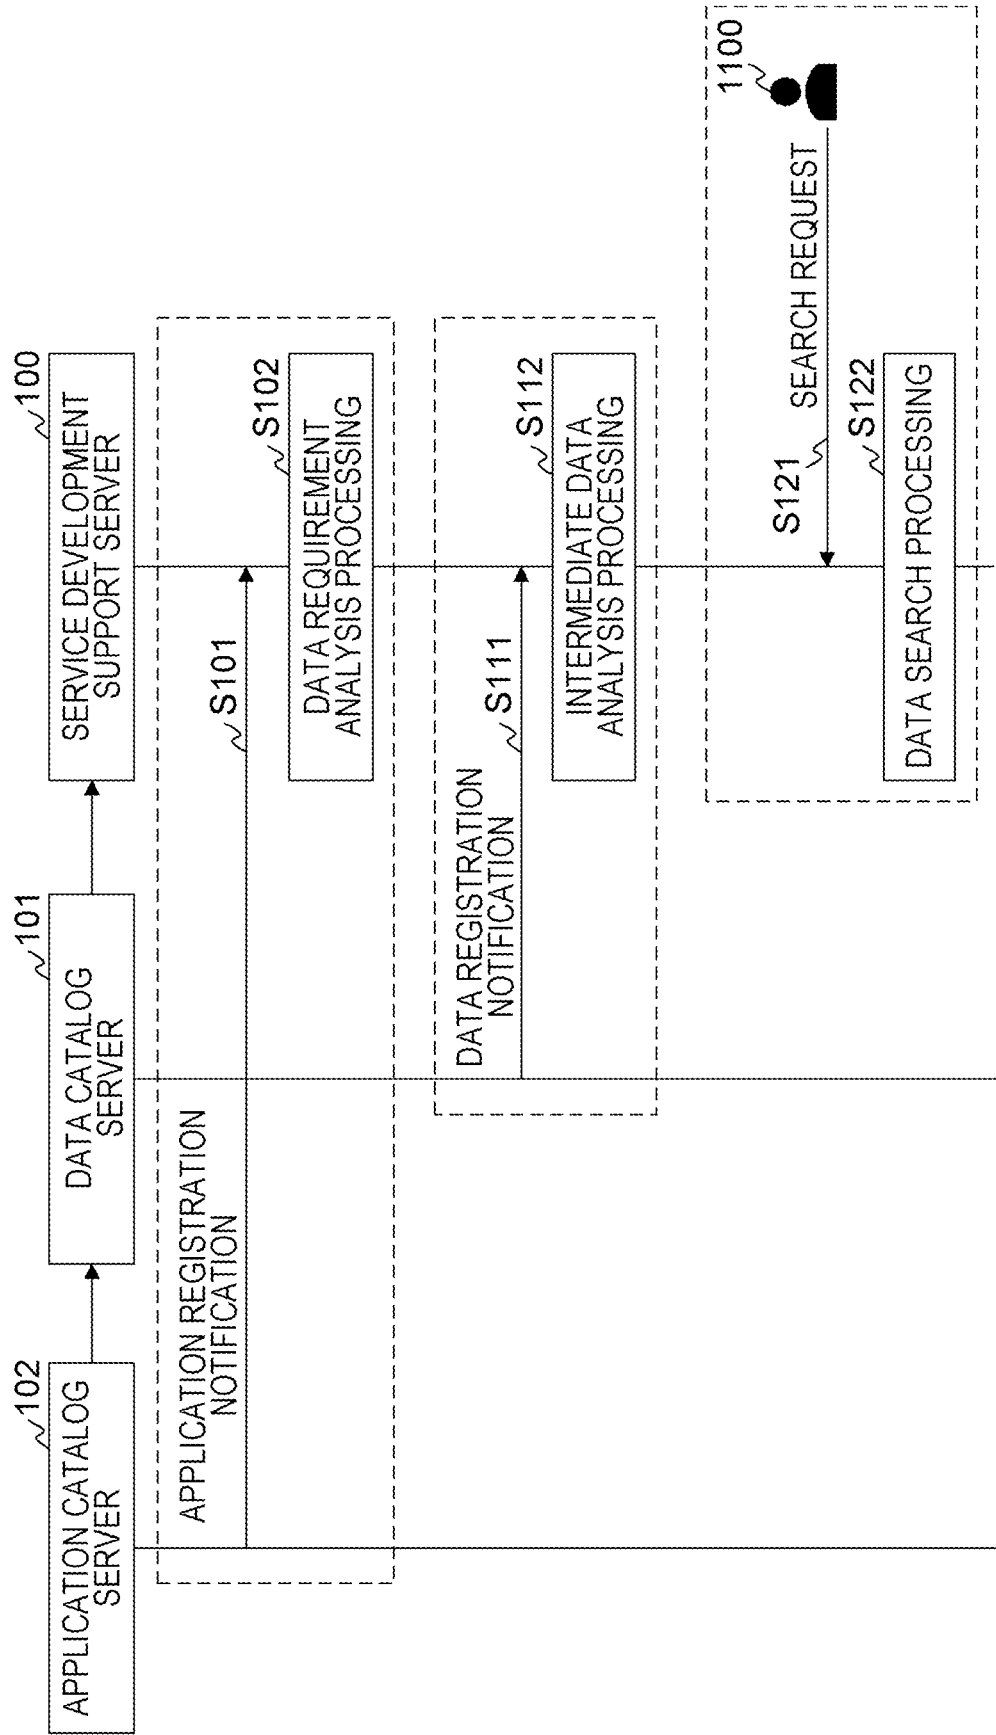 102
APPLICATION CATALOG
SERVER
101
DATA CATALOG
SERVER
100
SERVICE DEVELOPMENT
SUPPORT SERVER
APPLICATION REGISTRATION
NOTIFICATION
S101
S102
DATA REQUIREMENT
ANALYSIS PROCESSING
DATA REGISTRATION
NOTIFICATION
S111
S112
INTERMEDIATE DATA
ANALYSIS PROCESSING
1100
SEARCH REQUEST
S121
S122
DATA SEARCH PROCESSING